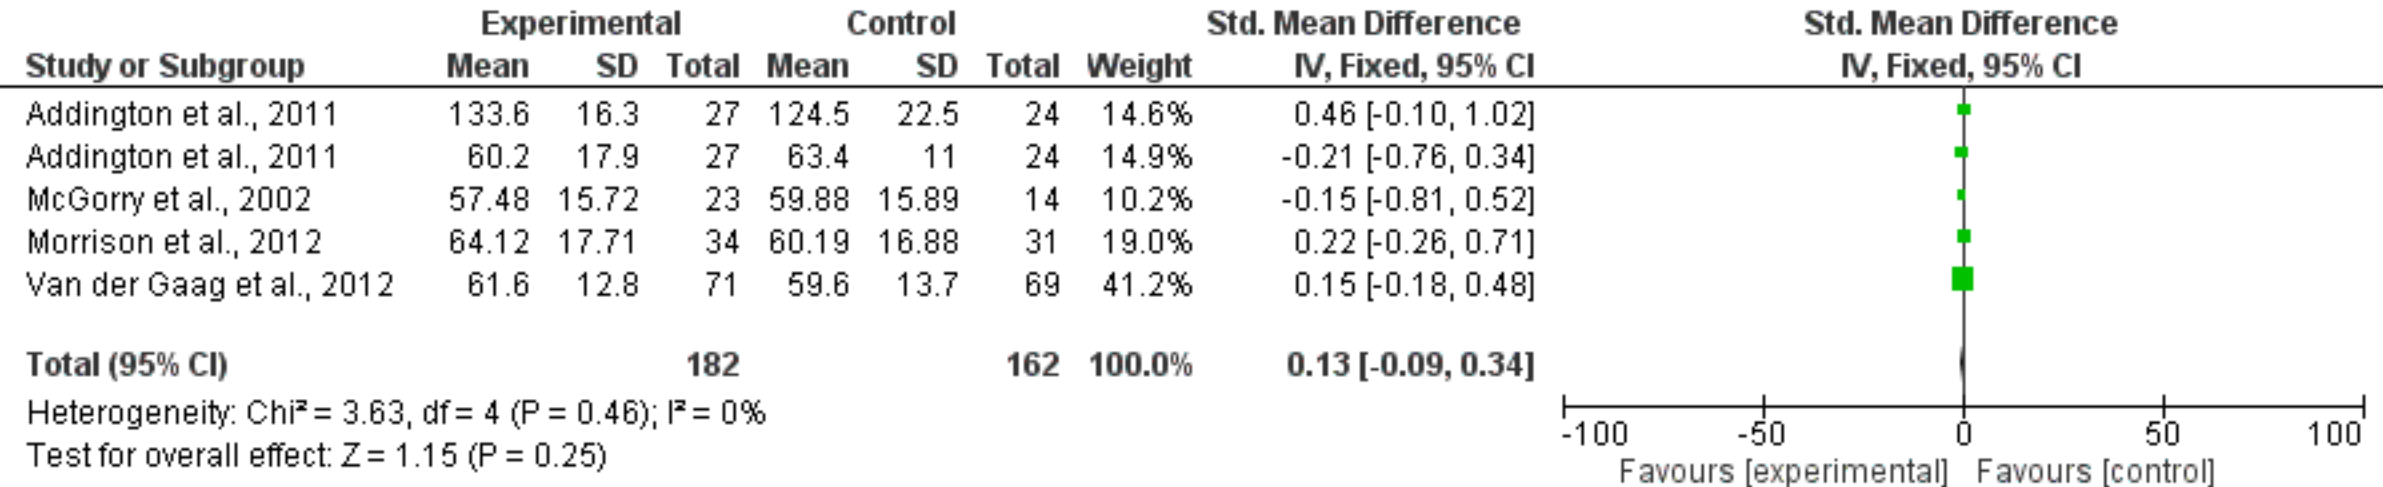 Experimental Control Std. Mean Difference Std. Mean Difference
Study or Subgroup Mean SD Total Mean SD Total Weight IV, Fixed, 95% CI IV, Fixed, 95% CI
Addington et al., 2011 133.6 16.3 27 124.5 22.5 24 14.6% 0.46 [-0.10, 1.02]
Addington et al., 2011 60.2 17.9 27 63.4 11 24 14.9% -0.21 [-0.76, 0.34]
McGorry et al., 2002 57.48 15.72 23 59.88 15.89 14 10.2% -0.15 [-0.81, 0.52]
Morrison et al., 2012 64.12 17.71 34 60.19 16.88 31 19.0% 0.22 [-0.26, 0.71]
Van der Gaag et al., 2012 61.6 12.8 71 59.6 13.7 69 41.2% 0.15 [-0.18, 0.48]
Total (95% CI) 182 162 100.0% 0.13 [-0.09, 0.34]
Heterogeneity: Chi² = 3.63, df = 4 (P = 0.46); I² = 0%
Test for overall effect: Z = 1.15 (P = 0.25)
-100 -50 0 50 100
Favours [experimental] Favours [control]